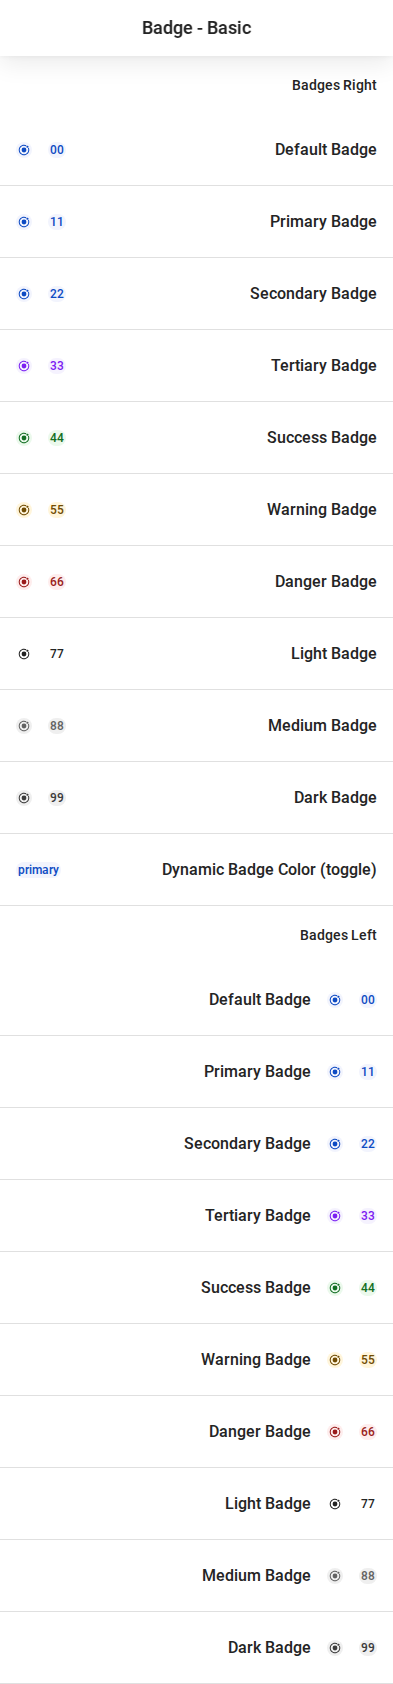 Badge - Basic
Badges Right
00 Default Badge
11 Primary Badge
22 Secondary Badge
33 Tertiary Badge
44 Success Badge
55 Warning Badge
66 Danger Badge
77 Light Badge
88 Medium Badge
99 Dark Badge
primary Dynamic Badge Color (toggle)
Badges Left
Default Badge 00
Primary Badge 11
Secondary Badge 22
Tertiary Badge 33
Success Badge 44
Warning Badge 55
Danger Badge 66
Light Badge 77
Medium Badge 88
Dark Badge 99